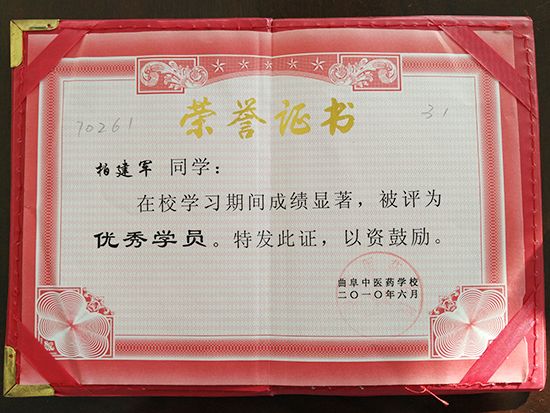 荣誉证书
70261
31
柏建军 同学：
在校学习期间成绩显著，被评为
优秀学员。特发此证，以资鼓励。
曲阜中医药学校
二〇一〇年六月